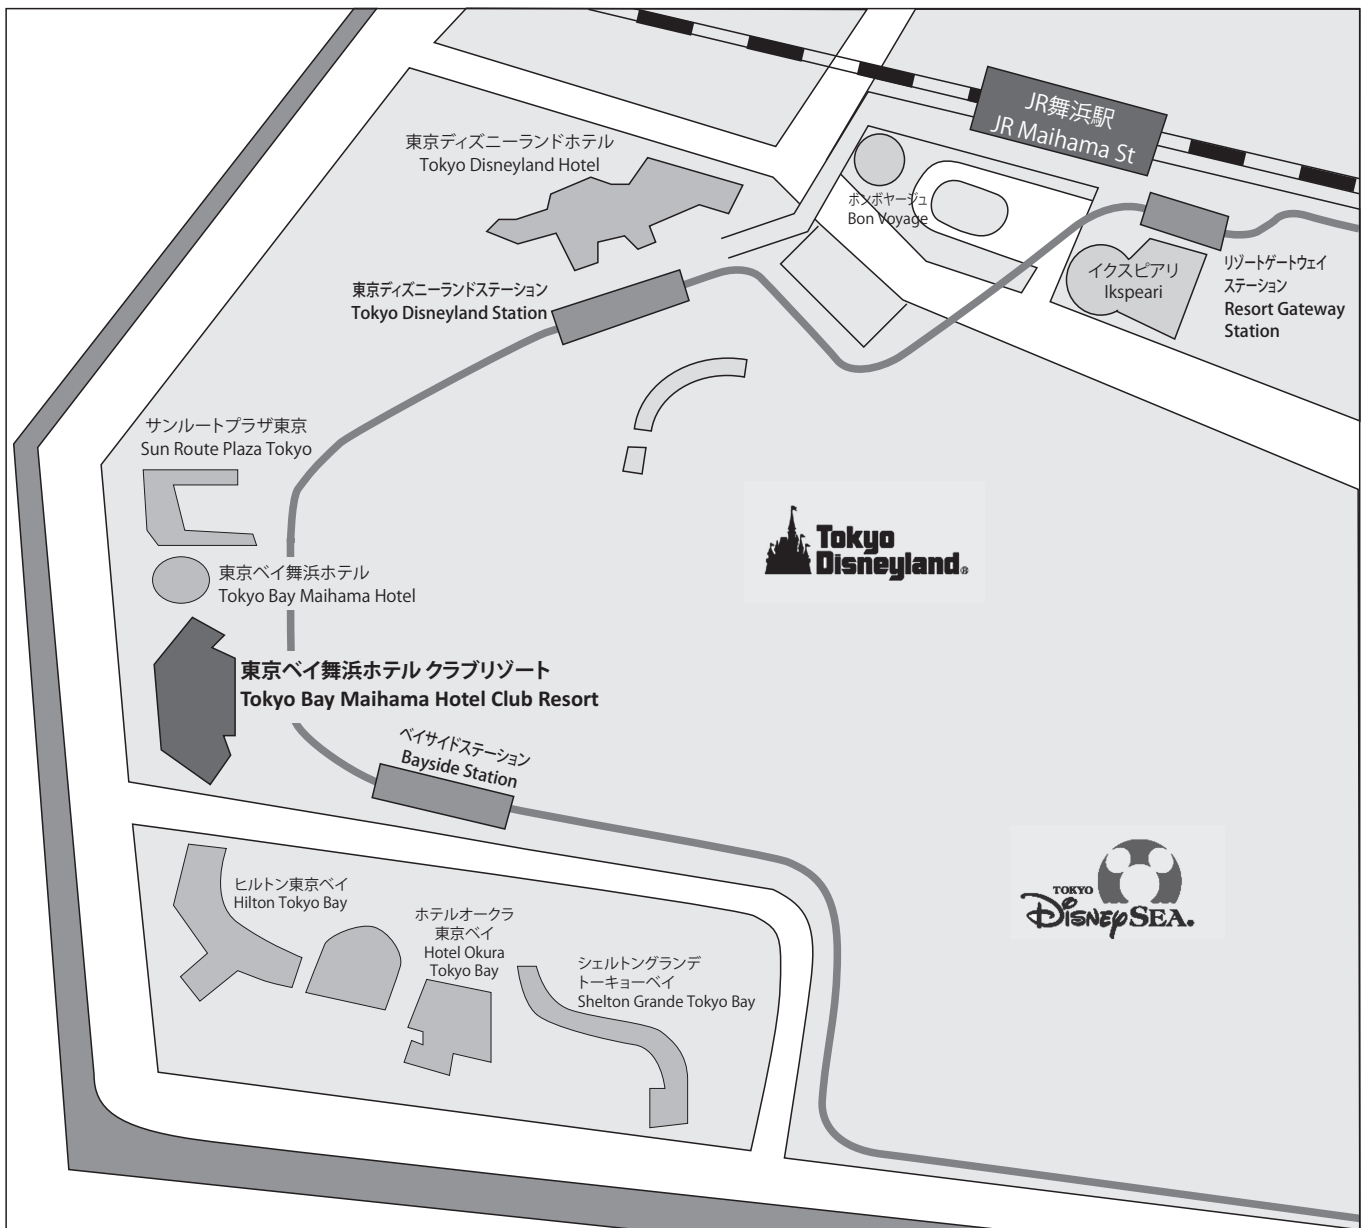 JR舞浜駅
JR Maihama St
東京ディズニーランドホテル
Tokyo Disneyland Hotel
ボンボヤージュ
Bon Voyage
イクスピアリ
Ikspeari
リゾートゲートウェイ
ステーション
Resort Gateway
Station
東京ディズニーランドステーション
Tokyo Disneyland Station
サンルートプラザ東京
Sun Route Plaza Tokyo
Tokyo
Disneyland®
東京ベイ舞浜ホテル
Tokyo Bay Maihama Hotel
東京ベイ舞浜ホテル クラブリゾート
Tokyo Bay Maihama Hotel Club Resort
ベイサイドステーション
Bayside Station
TOKYO
DisneySEA®
ヒルトン東京ベイ
Hilton Tokyo Bay
ホテルオークラ
東京ベイ
Hotel Okura
Tokyo Bay
シェルトングランデ
トーキョーベイ
Shelton Grande Tokyo Bay